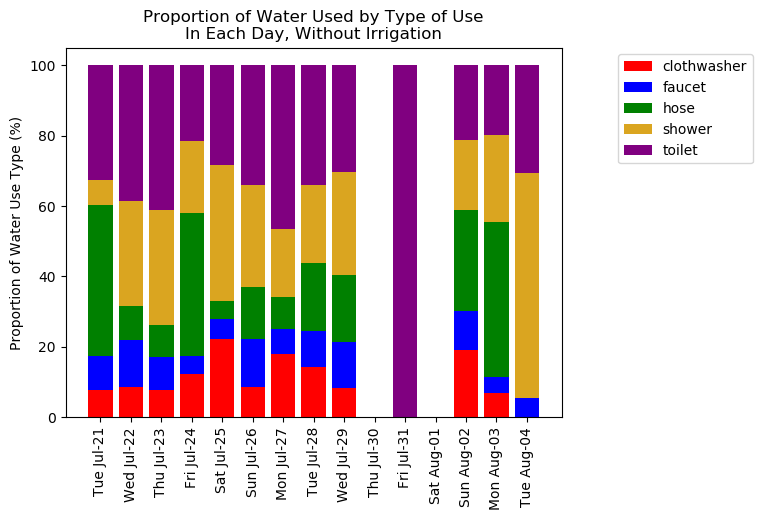 Proportion of Water Used by Type of Use
In Each Day, Without Irrigation
Proportion of Water Use Type (%)
100
80
60
40
20
0
Tue Jul-21
Wed Jul-22
Thu Jul-23
Fri Jul-24
Sat Jul-25
Sun Jul-26
Mon Jul-27
Tue Jul-28
Wed Jul-29
Thu Jul-30
Fri Jul-31
Sat Aug-01
Sun Aug-02
Mon Aug-03
Tue Aug-04
clothwasher
faucet
hose
shower
toilet